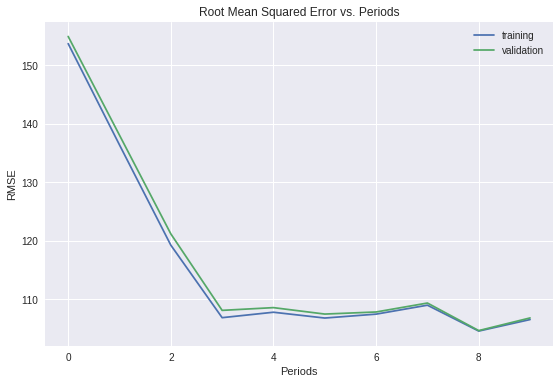 Root Mean Squared Error vs. Periods
training
validation
150
140
130
120
110
RMSE
0 2 4 6 8
Periods